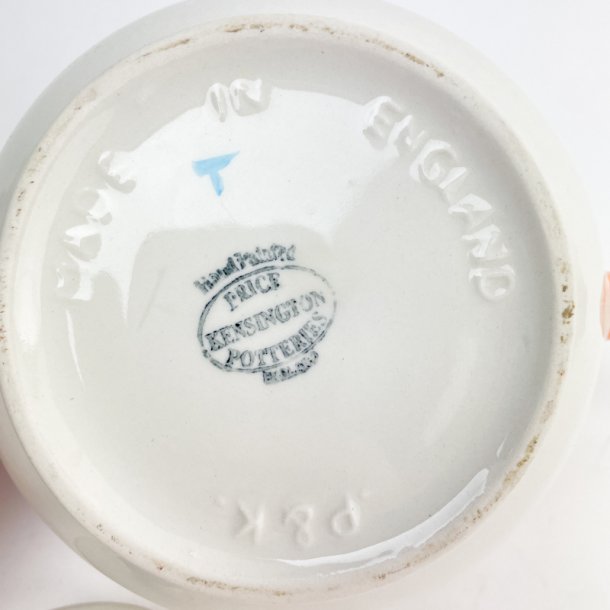 MADE IN ENGLAND
T
Hand Painted
PRICE
KENSINGTON
POTTERIES
ENGLAND
P&K.